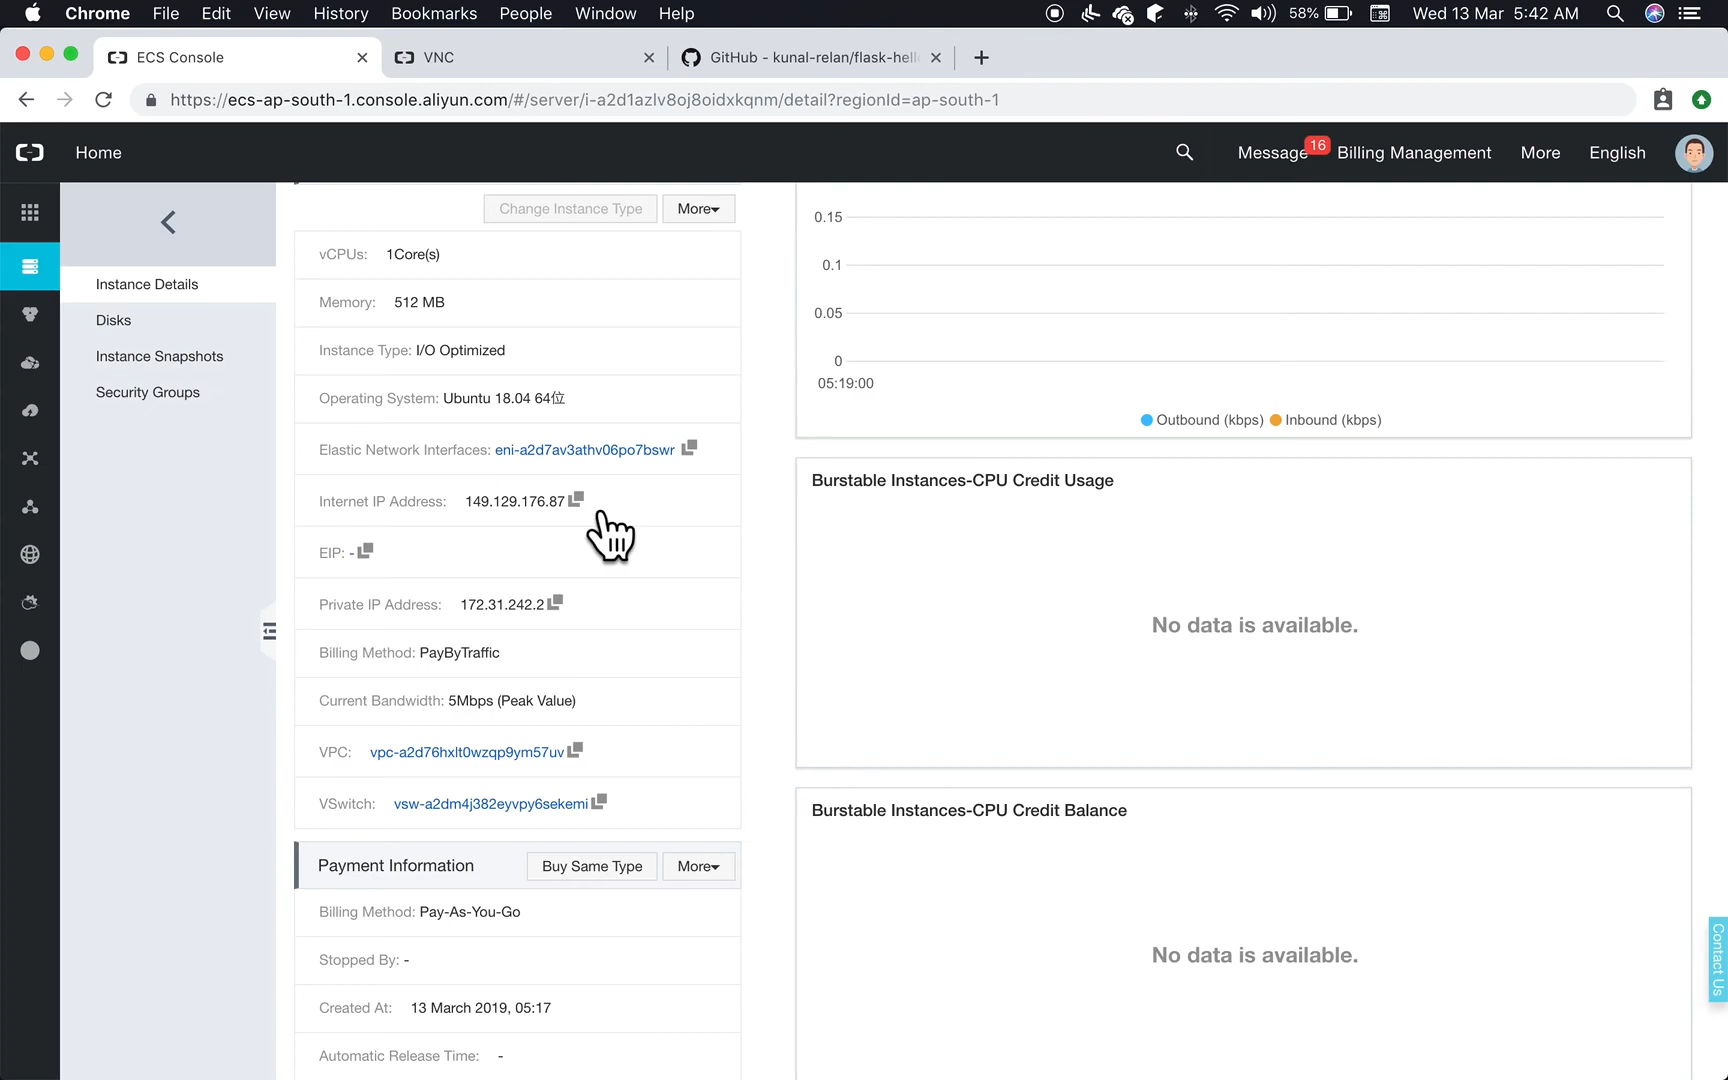 Chrome File Edit View History Bookmarks People Window Help 58% Wed 13 Mar 5:42 AM
ECS Console VNC GitHub - kunal-relan/flask-hell
https://ecs-ap-south-1.console.aliyun.com/#/server/i-a2d1azlv8oj8oidxkqnm/detail?regionId=ap-south-1
Home Message 16 Billing Management More English
Instance Details
Disks
Instance Snapshots
Security Groups
Change Instance Type More
vCPUs: 1Core(s)
Memory: 512 MB
Instance Type: I/O Optimized
Operating System: Ubuntu 18.04 64位
Elastic Network Interfaces: eni-a2d7av3athv06po7bswr
Internet IP Address: 149.129.176.87
EIP: -
Private IP Address: 172.31.242.2
Billing Method: PayByTraffic
Current Bandwidth: 5Mbps (Peak Value)
VPC: vpc-a2d76hxlt0wzqp9ym57uv
VSwitch: vsw-a2dm4j382eyvpy6sekemi
Payment Information Buy Same Type More
Billing Method: Pay-As-You-Go
Stopped By: -
Created At: 13 March 2019, 05:17
Automatic Release Time: -
0.15
0.1
0.05
0
05:19:00
Outbound (kbps) Inbound (kbps)
Burstable Instances-CPU Credit Usage
No data is available.
Burstable Instances-CPU Credit Balance
No data is available.
Contact Us